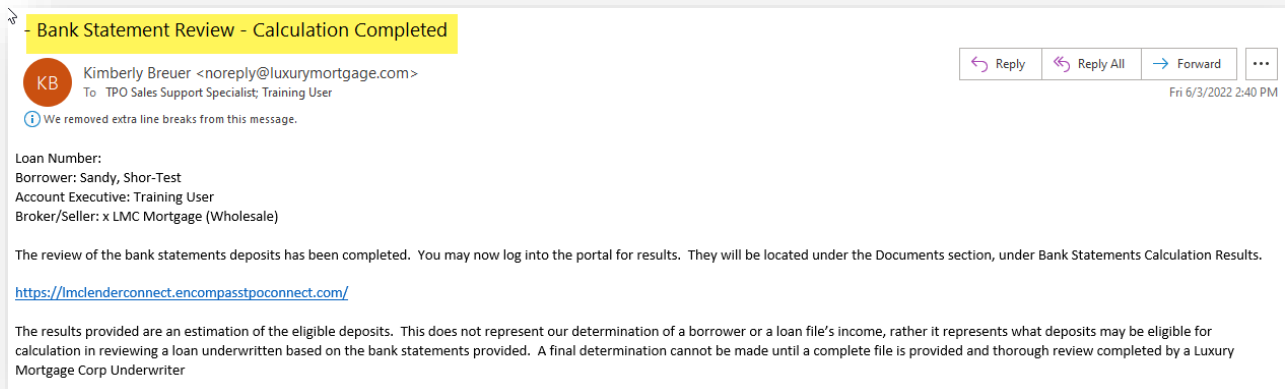 - Bank Statement Review - Calculation Completed
KB
Kimberly Breuer <noreply@luxurymortgage.com>
To TPO Sales Support Specialist; Training User
Reply
Reply All
Forward
Fri 6/3/2022 2:40 PM
We removed extra line breaks from this message.
Loan Number:
Borrower: Sandy, Shor-Test
Account Executive: Training User
Broker/Seller: x LMC Mortgage (Wholesale)
The review of the bank statements deposits has been completed.  You may now log into the portal for results.  They will be located under the Documents section, under Bank Statements Calculation Results.
https://lmclenderconnect.encompasstpoconnect.com/
The results provided are an estimation of the eligible deposits.  This does not represent our determination of a borrower or a loan file's income, rather it represents what deposits may be eligible for
calculation in reviewing a loan underwritten based on the bank statements provided.  A final determination cannot be made until a complete file is provided and thorough review completed by a Luxury
Mortgage Corp Underwriter